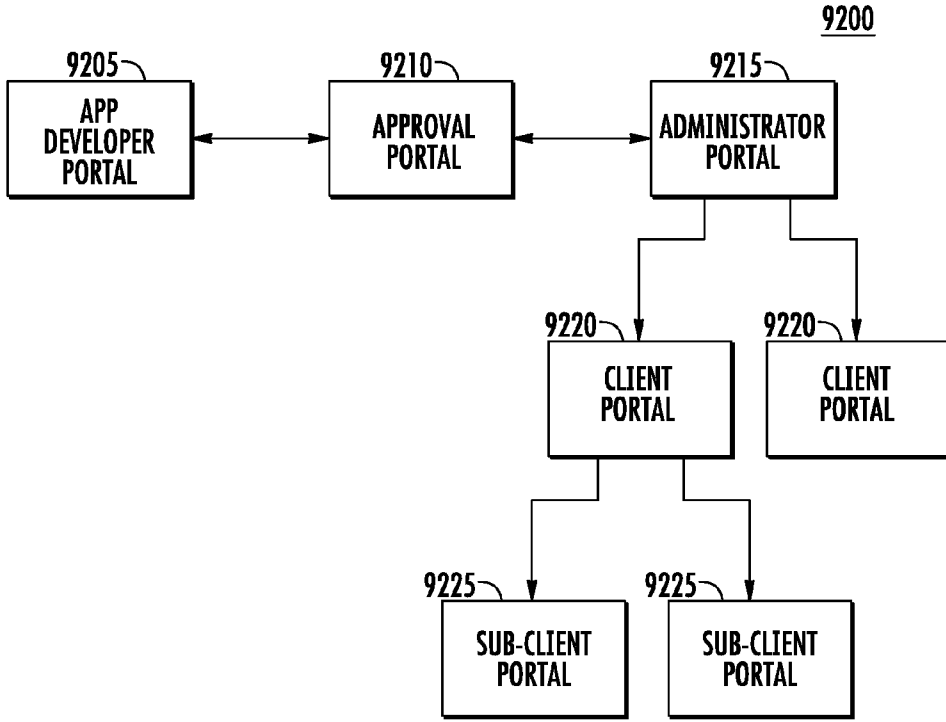 9200
9205
APP
DEVELOPER
PORTAL
9210
APPROVAL
PORTAL
9215
ADMINISTRATOR
PORTAL
9220
CLIENT
PORTAL
9220
CLIENT
PORTAL
9225
SUB-CLIENT
PORTAL
9225
SUB-CLIENT
PORTAL